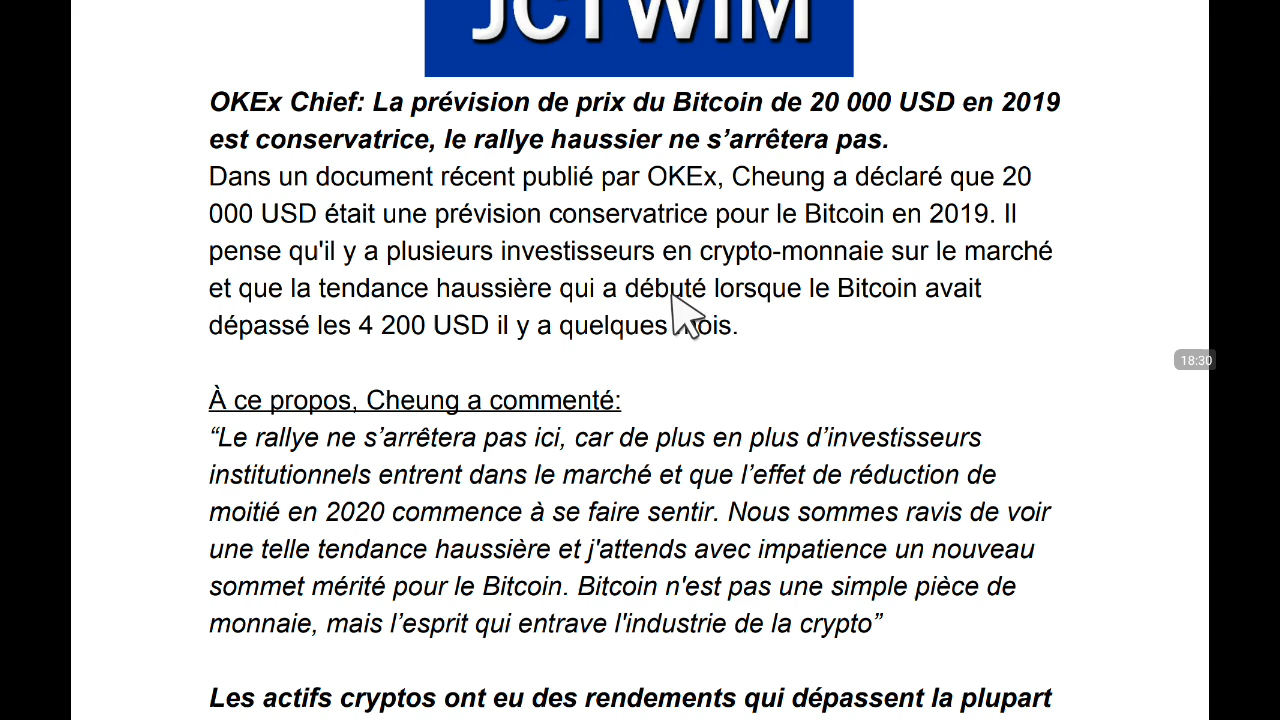 JCTWIM
OKEx Chief: La prévision de prix du Bitcoin de 20 000 USD en 2019
est conservatrice, le rallye haussier ne s’arrêtera pas.
Dans un document récent publié par OKEx, Cheung a déclaré que 20
000 USD était une prévision conservatrice pour le Bitcoin en 2019. Il
pense qu'il y a plusieurs investisseurs en crypto-monnaie sur le marché
et que la tendance haussière qui a débuté lorsque le Bitcoin avait
dépassé les 4 200 USD il y a quelques mois.
18:30
À ce propos, Cheung a commenté:
“Le rallye ne s’arrêtera pas ici, car de plus en plus d’investisseurs
institutionnels entrent dans le marché et que l’effet de réduction de
moitié en 2020 commence à se faire sentir. Nous sommes ravis de voir
une telle tendance haussière et j'attends avec impatience un nouveau
sommet mérité pour le Bitcoin. Bitcoin n'est pas une simple pièce de
monnaie, mais l’esprit qui entrave l'industrie de la crypto”
Les actifs cryptos ont eu des rendements qui dépassent la plupart